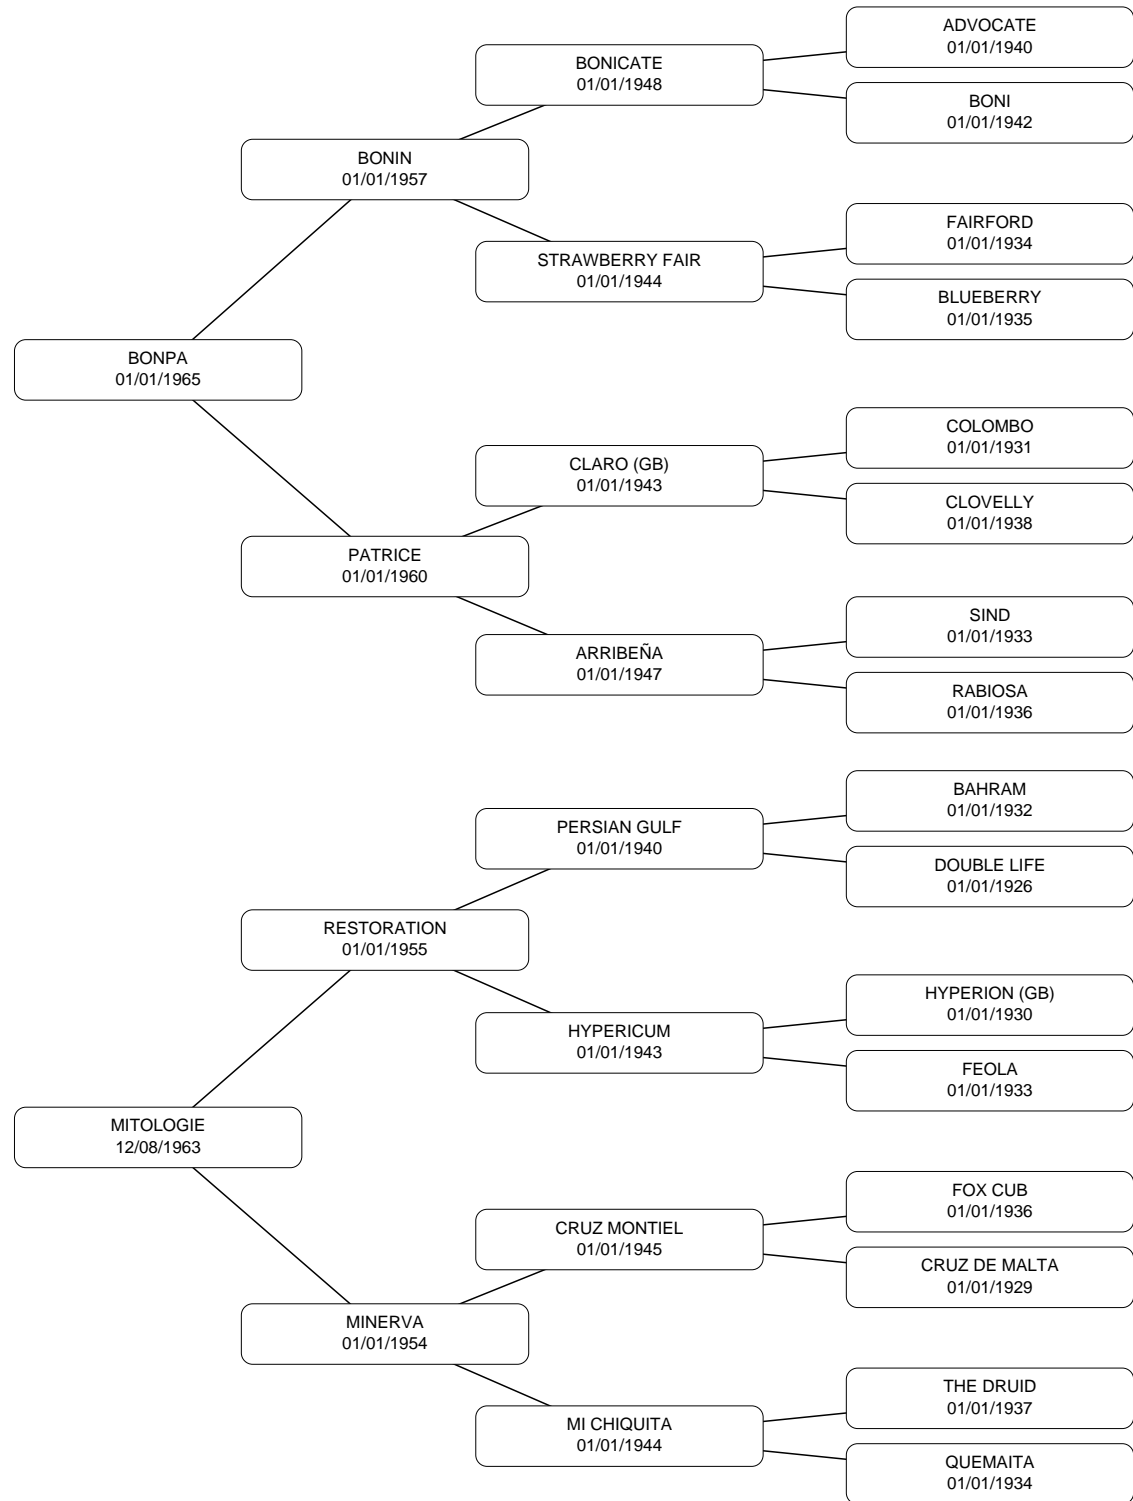 ADVOCATE
01/01/1940
BONICATE
01/01/1948
BONI
01/01/1942
BONIN
01/01/1957
FAIRFORD
01/01/1934
STRAWBERRY FAIR
01/01/1944
BLUEBERRY
01/01/1935
BONPA
01/01/1965
COLOMBO
01/01/1931
CLARO (GB)
01/01/1943
CLOVELLY
01/01/1938
PATRICE
01/01/1960
SIND
01/01/1933
ARRIBEÑA
01/01/1947
RABIOSA
01/01/1936
BAHRAM
01/01/1932
PERSIAN GULF
01/01/1940
DOUBLE LIFE
01/01/1926
RESTORATION
01/01/1955
HYPERION (GB)
01/01/1930
HYPERICUM
01/01/1943
FEOLA
01/01/1933
MITOLOGIE
12/08/1963
FOX CUB
01/01/1936
CRUZ MONTIEL
01/01/1945
CRUZ DE MALTA
01/01/1929
MINERVA
01/01/1954
THE DRUID
01/01/1937
MI CHIQUITA
01/01/1944
QUEMAITA
01/01/1934